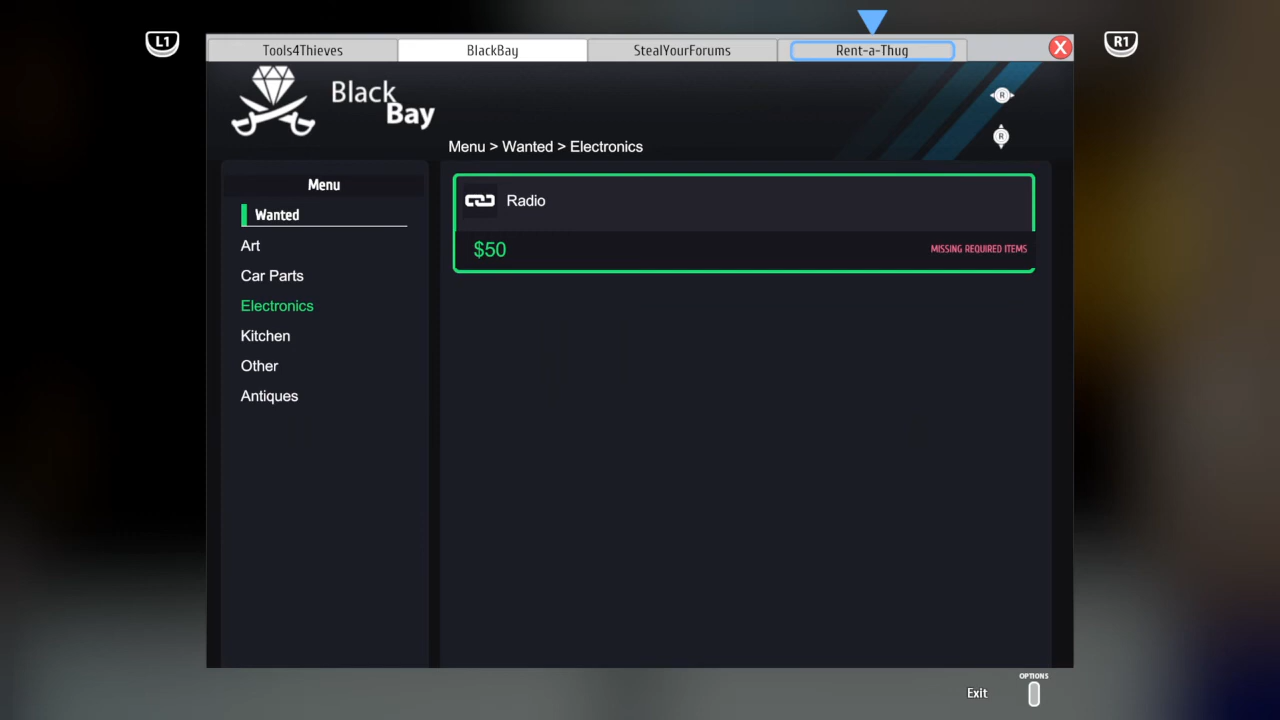 L1
R1
Tools4Thieves
BlackBay
StealYourForums
Rent-a-Thug
X
Black
Bay
R
R
Menu > Wanted > Electronics
Menu
Wanted
Art
Car Parts
Electronics
Kitchen
Other
Antiques
Radio
$50
MISSING REQUIRED ITEMS
Exit
OPTIONS